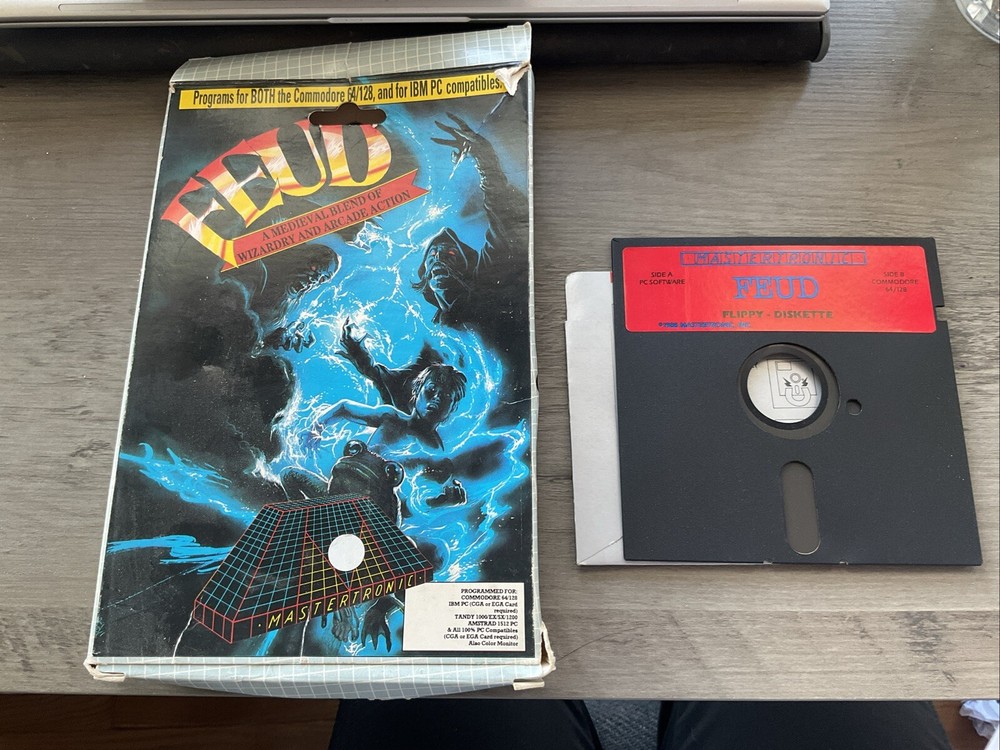 Programs for BOTH the Commodore 64/128, and for IBM PC compatibles.
FEUD
A MEDIEVAL BLEND OF
WIZARDRY AND ARCADE ACTION
·MASTERTRONIC·
PROGRAMMED FOR:
COMMODORE 64/128
IBM PC (CGA or EGA Card
required)
TANDY 1000/EX/SX/1200
AMSTRAD 1512 PC
& All 100% PC Compatibles
(CGA or EGA Card required)
Also Color Monitor
MASTERTRONIC
SIDE A
PC SOFTWARE
FEUD
SIDE B
COMMODORE
64/128
FLIPPY - DISKETTE
MASTERTRONIC, INC.